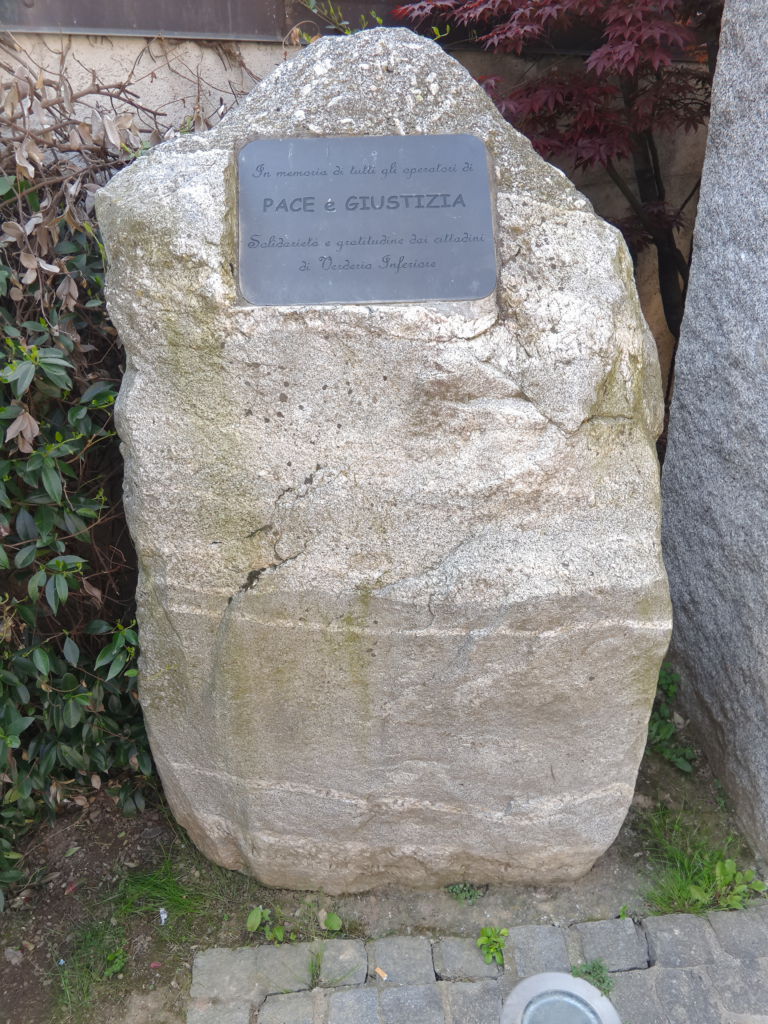 In memoria di tutti gli operatori di
PACE e GIUSTIZIA
Solidarietà e gratitudine dai cittadini
di Verderio Inferiore